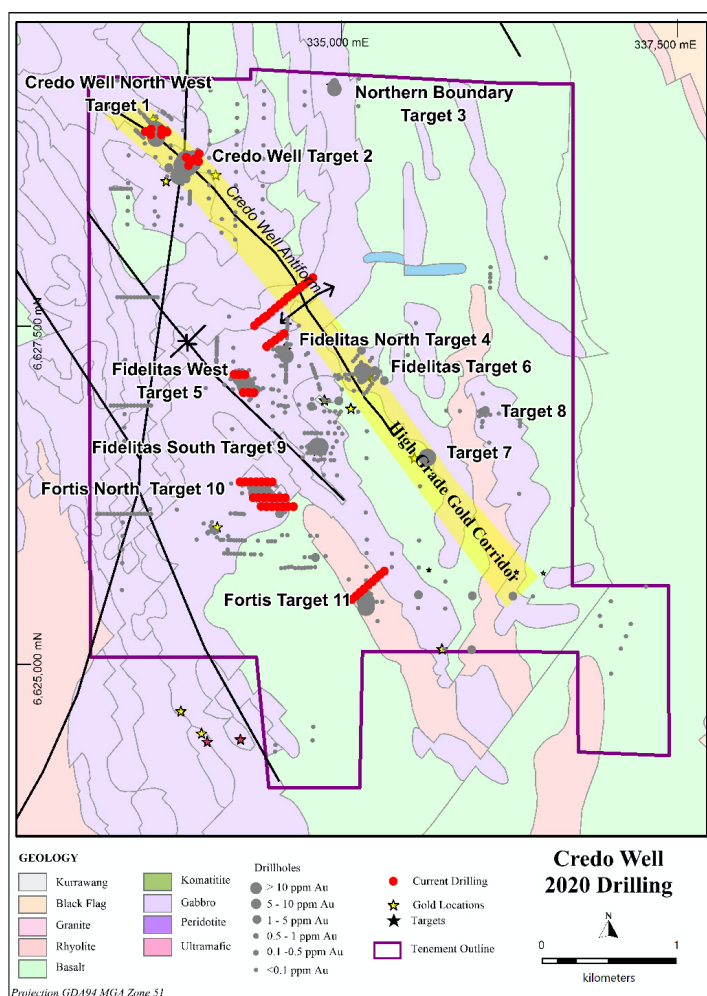 335,000 mE
337,500 mE
Credo Well North West
Target 1
Northern Boundary
Target 3
Credo Well Target 2
Credo Well Antiform
6,627,500 mN
Fidelitas North Target 4
Fidelitas West
Target 5
Fidelitas Target 6
Target 8
Fidelitas South Target 9
Target 7
High Grade Gold Corridor
Fortis North Target 10
Fortis Target 11
6,625,000 mN
GEOLOGY
Kurrawang
Black Flag
Granite
Rhyolite
Basalt
Komatitite
Gabbro
Peridotite
Ultramafic
Drillholes
> 10 ppm Au
5 - 10 ppm Au
1 - 5 ppm Au
0.5 - 1 ppm Au
0.1 -0.5 ppm Au
<0.1 ppm Au
Current Drilling
Gold Locations
Targets
Tenement Outline
Credo Well
2020 Drilling
N
0 1
kilometers
Projection GDA94 MGA Zone 51